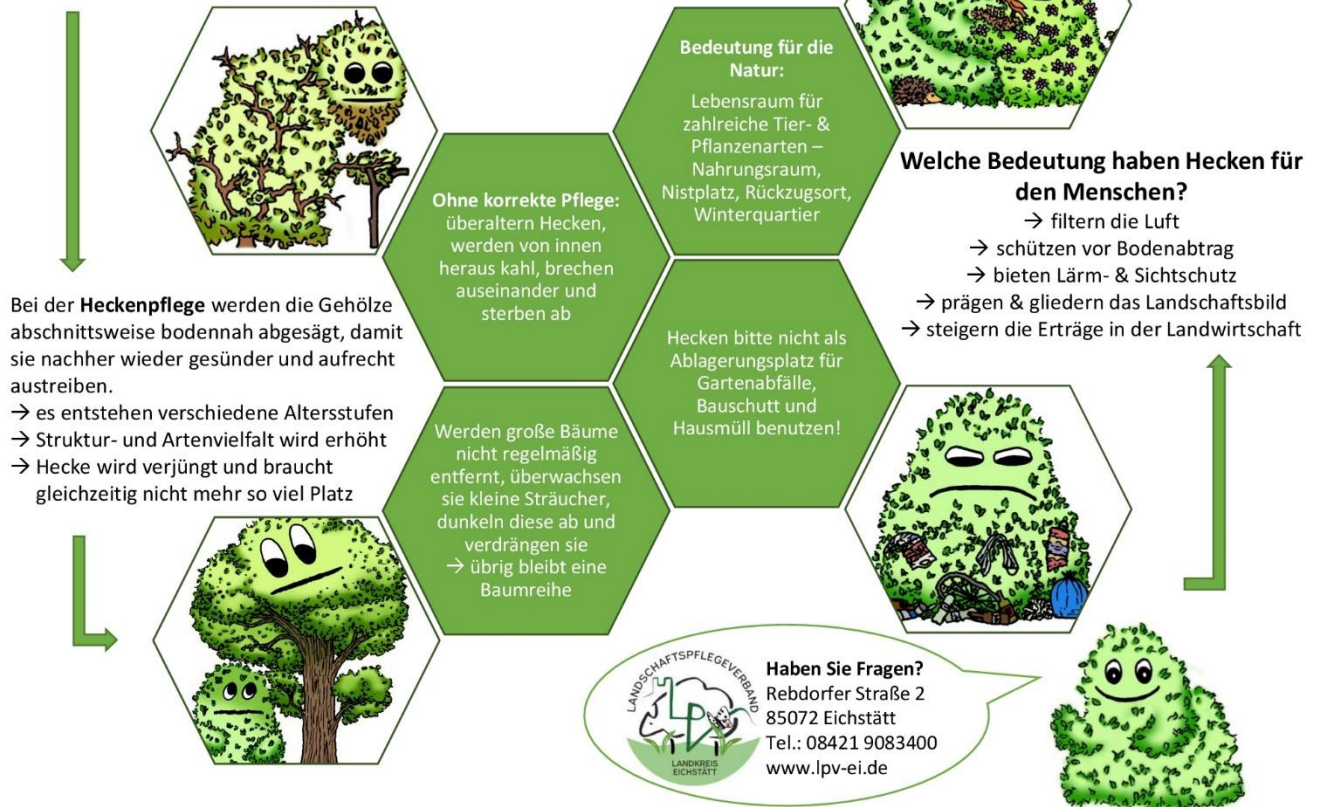 Bedeutung für die
Natur:
Lebensraum für
zahlreiche Tier- &
Pflanzenarten –
Nahrungsraum,
Nistplatz, Rückzugsort,
Winterquartier
Ohne korrekte Pflege:
überaltern Hecken,
werden von innen
heraus kahl, brechen
auseinander und
sterben ab
Welche Bedeutung haben Hecken für
den Menschen?
→ filtern die Luft
→ schützen vor Bodenabtrag
→ bieten Lärm- & Sichtschutz
→ prägen & gliedern das Landschaftsbild
→ steigern die Erträge in der Landwirtschaft
Bei der Heckenpflege werden die Gehölze
abschnittsweise bodennah abgesägt, damit
sie nachher wieder gesünder und aufrecht
austreiben.
→ es entstehen verschiedene Altersstufen
→ Struktur- und Artenvielfalt wird erhöht
→ Hecke wird verjüngt und braucht
gleichzeitig nicht mehr so viel Platz
Hecken bitte nicht als
Ablagerungsplatz für
Gartenabfälle,
Bauschutt und
Hausmüll benutzen!
Werden große Bäume
nicht regelmäßig
entfernt, überwachsen
sie kleine Sträucher,
dunkeln diese ab und
verdrängen sie
→ übrig bleibt eine
Baumreihe
LANDSCHAFTSPFLEGEVERBAND
LPV
LANDKREIS
EICHSTÄTT
Haben Sie Fragen?
Rebdorfer Straße 2
85072 Eichstätt
Tel.: 08421 9083400
www.lpv-ei.de